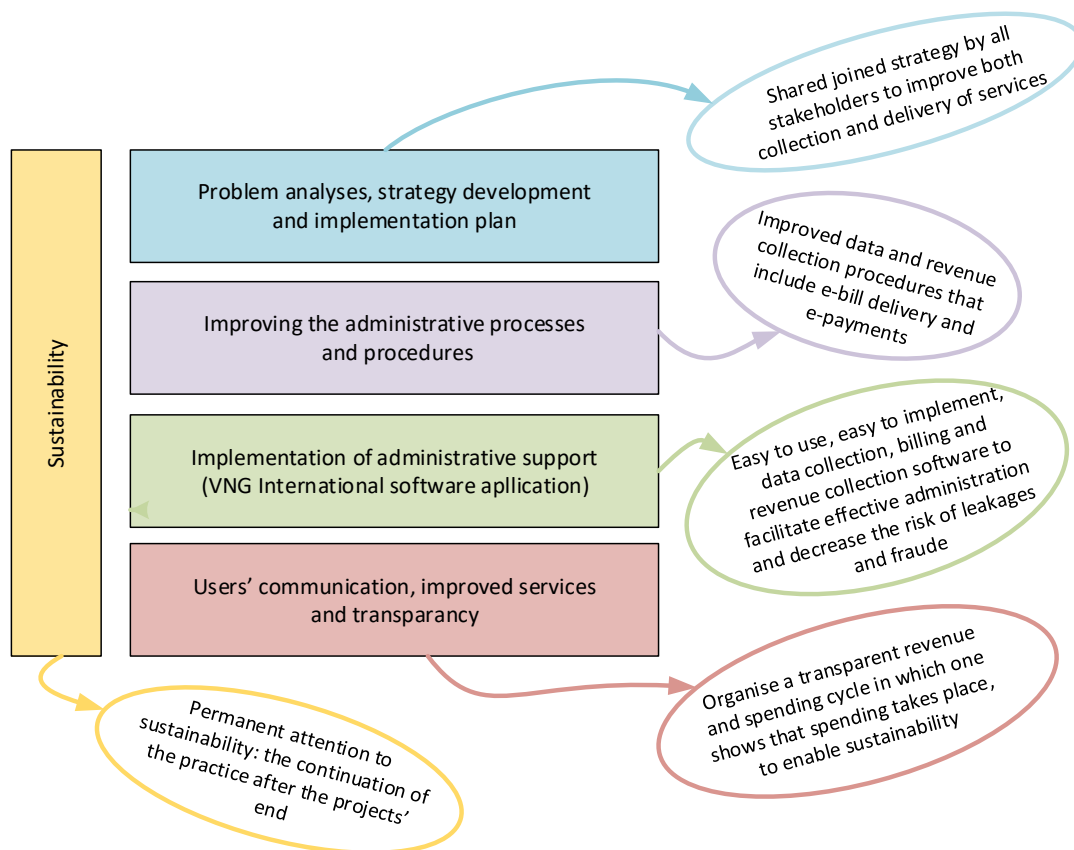 Shared joined strategy by all
stakeholders to improve both
collection and delivery of services
Sustainability
Problem analyses, strategy development
and implementation plan
Improved data and revenue
collection procedures that
include e-bill delivery and
e-payments
Improving the administrative processes
and procedures
Implementation of administrative support
(VNG International software apllication)
Easy to use, easy to implement,
data collection, billing and
revenue collection software to
facilitate effective administration
and decrease the risk of leakages
and fraude
Users’ communication, improved services
and transparancy
Organise a transparent revenue
and spending cycle in which one
shows that spending takes place,
to enable sustainability
Permanent attention to
sustainability: the continuation of
the practice after the projects’
end